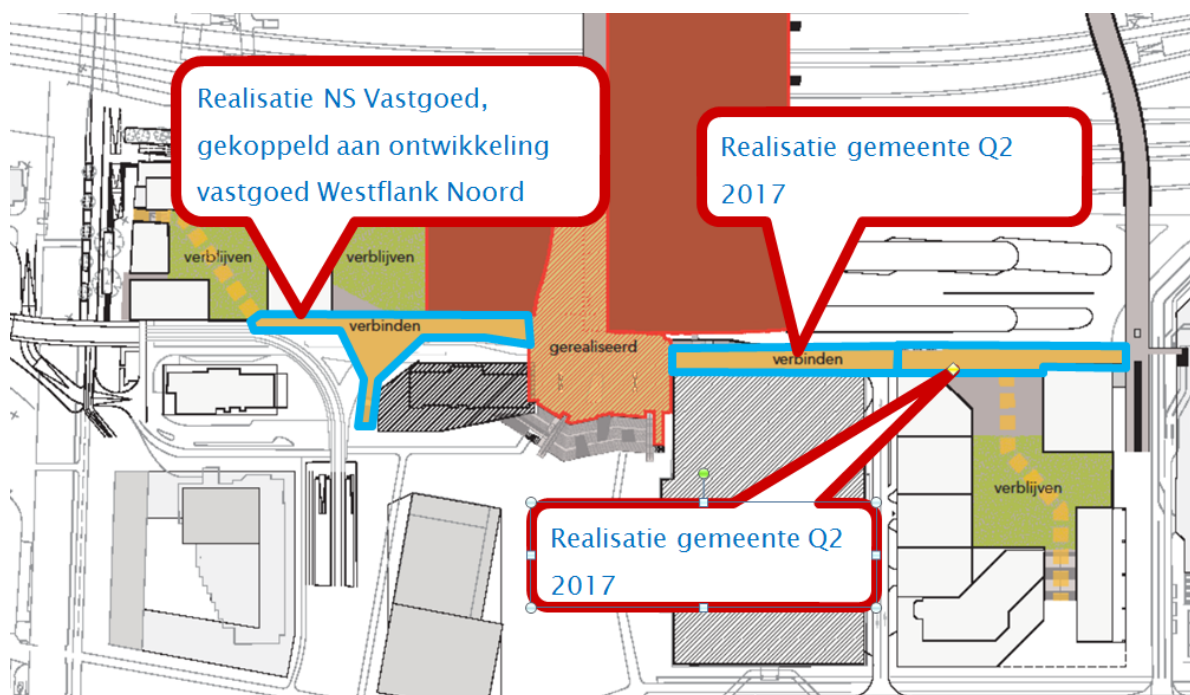 Realisatie NS Vastgoed,
gekoppeld aan ontwikkeling
vastgoed Westflank Noord
Realisatie gemeente Q2
2017
verblijven
verblijven
verbinden
gerealiseerd
verbinden
verblijven
Realisatie gemeente Q2
2017